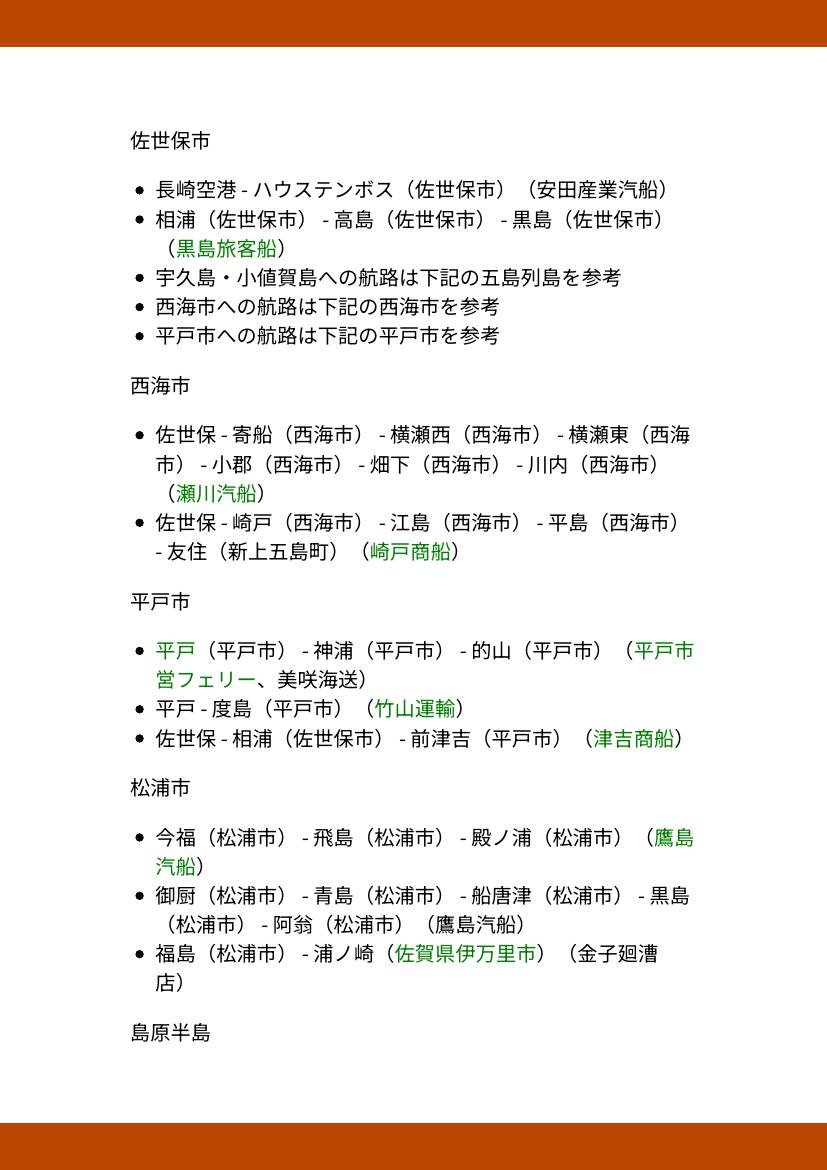 佐世保市
長崎空港 - ハウステンボス（佐世保市）（安田産業汽船）
相浦（佐世保市） - 高島（佐世保市） - 黒島（佐世保市）
（黒島旅客船）
宇久島・小値賀島への航路は下記の五島列島を参考
西海市への航路は下記の西海市を参考
平戸市への航路は下記の平戸市を参考
西海市
佐世保 - 寄船（西海市） - 横瀬西（西海市） - 横瀬東（西海
市） - 小郡（西海市） - 畑下（西海市） - 川内（西海市）
（瀬川汽船）
佐世保 - 崎戸（西海市） - 江島（西海市） - 平島（西海市）
- 友住（新上五島町）（崎戸商船）
平戸市
平戸（平戸市） - 神浦（平戸市） - 的山（平戸市）（平戸市
営フェリー、美咲海送）
平戸 - 度島（平戸市）（竹山運輸）
佐世保 - 相浦（佐世保市） - 前津吉（平戸市）（津吉商船）
松浦市
今福（松浦市） - 飛島（松浦市） - 殿ノ浦（松浦市）（鷹島
汽船）
御厨（松浦市） - 青島（松浦市） - 船唐津（松浦市） - 黒島
（松浦市） - 阿翁（松浦市）（鷹島汽船）
福島（松浦市） - 浦ノ崎（佐賀県伊万里市）（金子廻漕
店）
島原半島